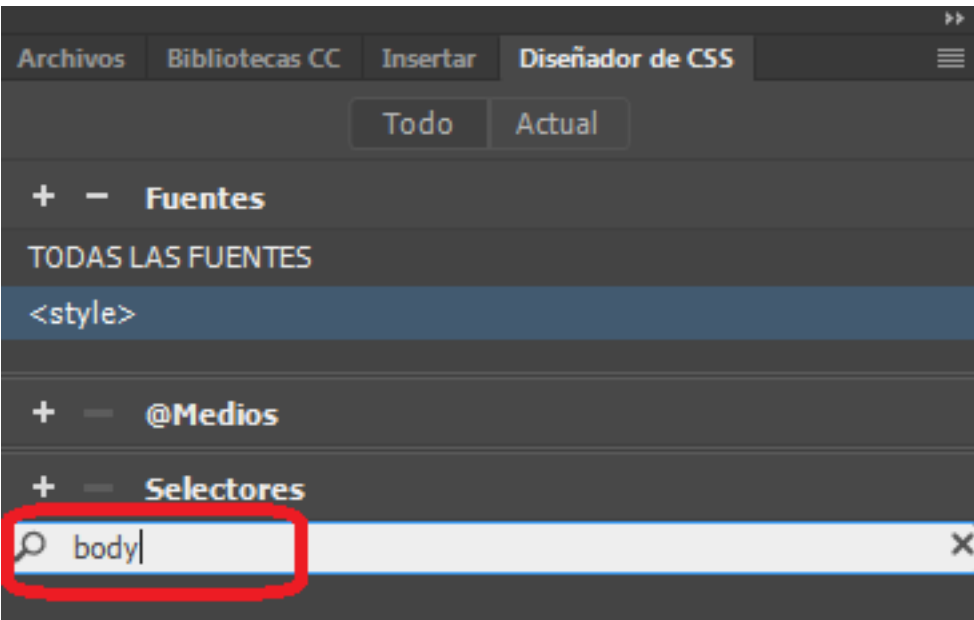 Archivos Bibliotecas CC Insertar Diseñador de CSS
Todo Actual
+ − Fuentes
TODAS LAS FUENTES
<style>
+ − @Medios
+ − Selectores
body